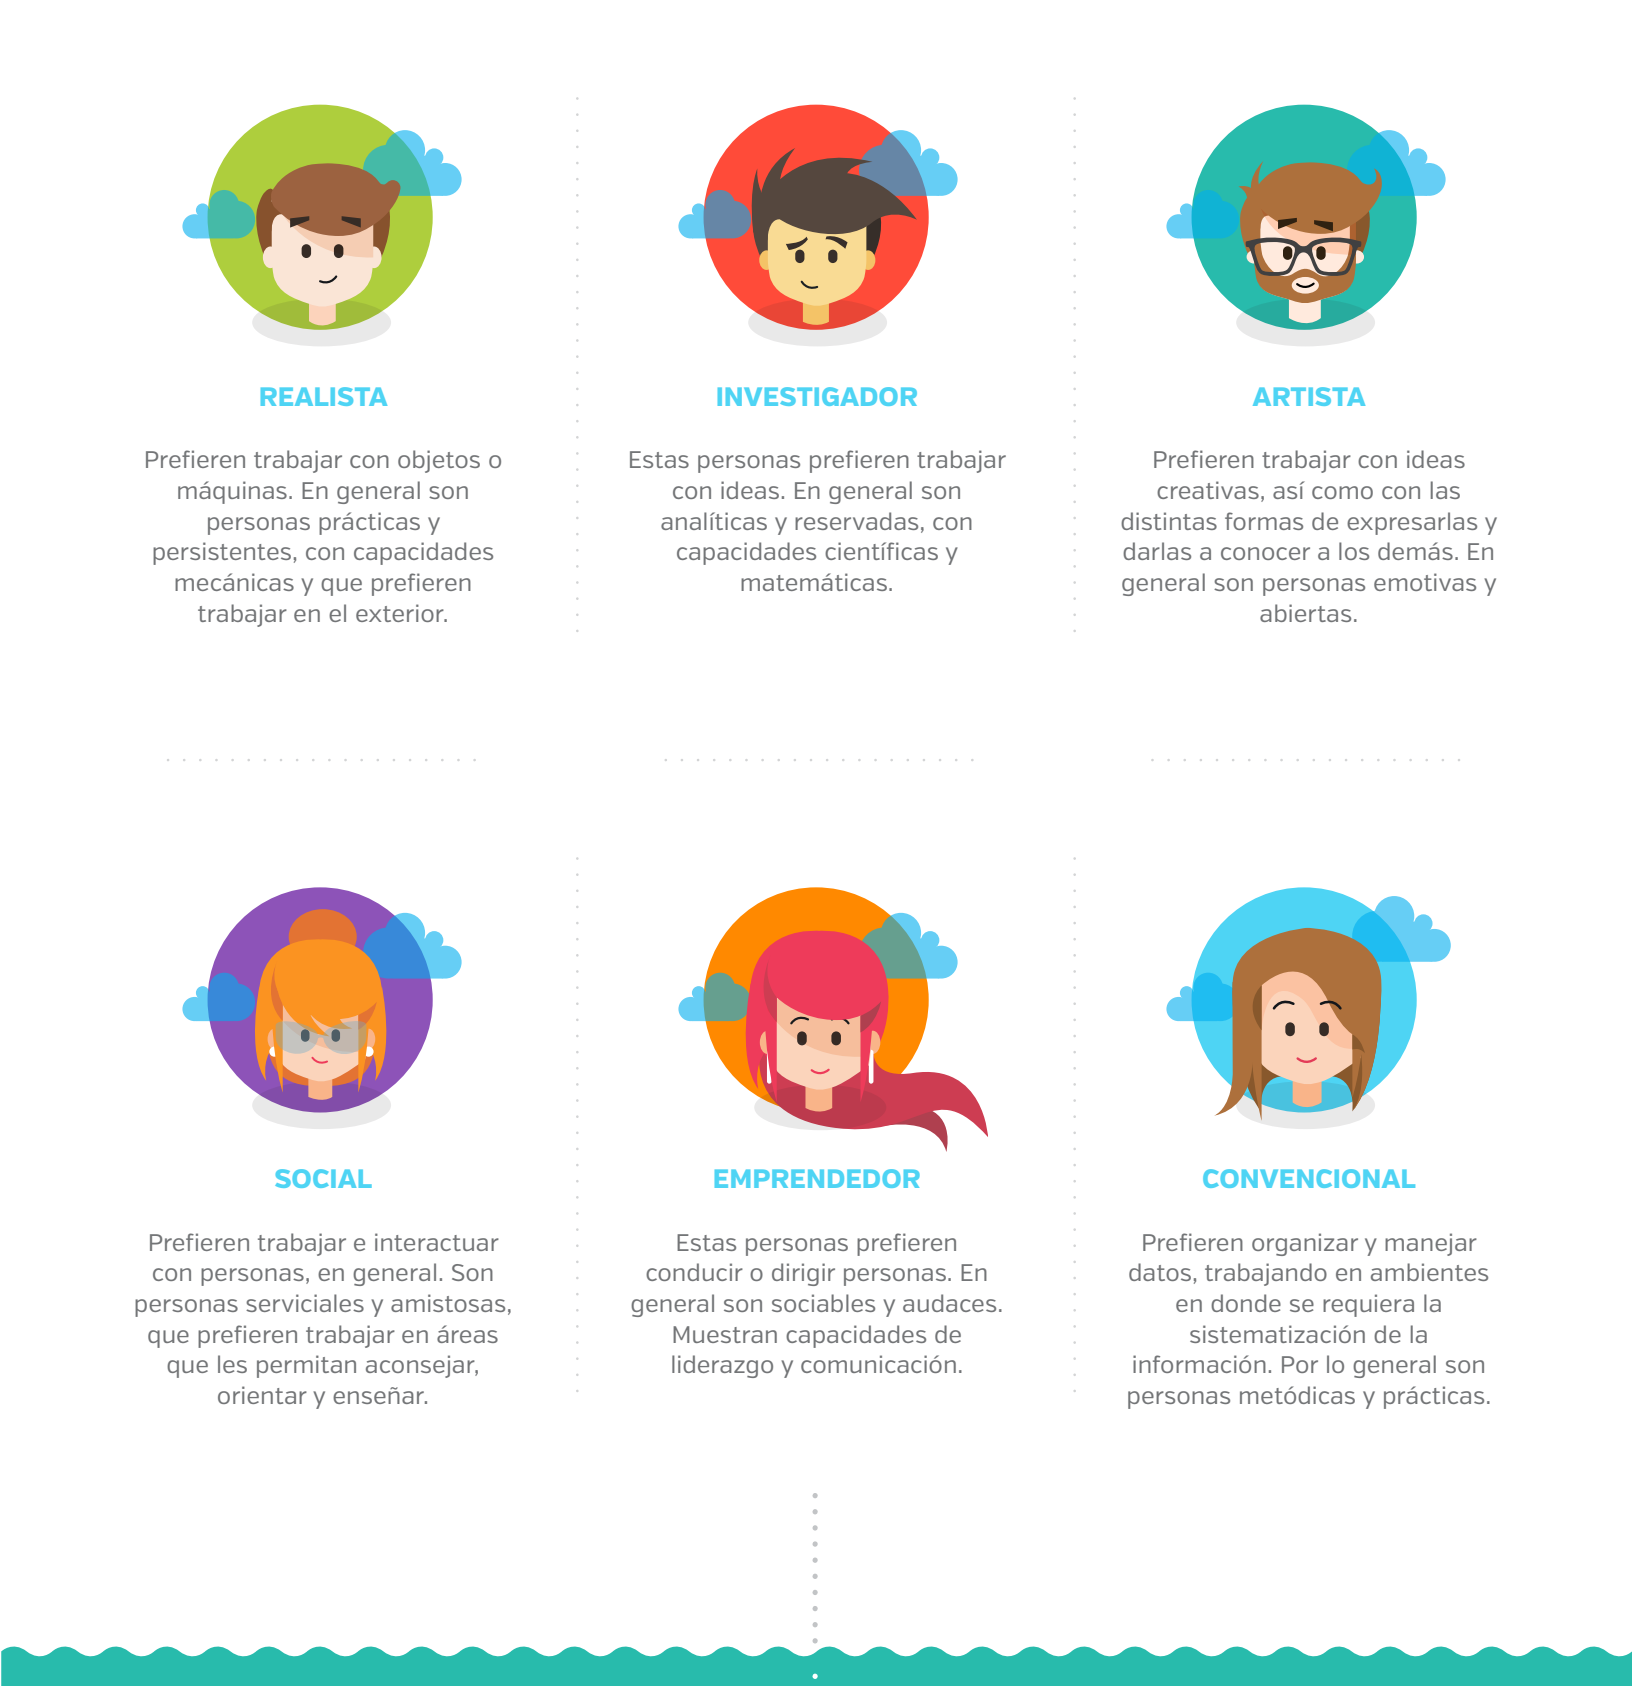 REALISTA
Prefieren trabajar con objetos o
máquinas. En general son
personas prácticas y
persistentes, con capacidades
mecánicas y que prefieren
trabajar en el exterior.
INVESTIGADOR
Estas personas prefieren trabajar
con ideas. En general son
analíticas y reservadas, con
capacidades científicas y
matemáticas.
ARTISTA
Prefieren trabajar con ideas
creativas, así como con las
distintas formas de expresarlas y
darlas a conocer a los demás. En
general son personas emotivas y
abiertas.
SOCIAL
Prefieren trabajar e interactuar
con personas, en general. Son
personas serviciales y amistosas,
que prefieren trabajar en áreas
que les permitan aconsejar,
orientar y enseñar.
EMPRENDEDOR
Estas personas prefieren
conducir o dirigir personas. En
general son sociables y audaces.
Muestran capacidades de
liderazgo y comunicación.
CONVENCIONAL
Prefieren organizar y manejar
datos, trabajando en ambientes
en donde se requiera la
sistematización de la
información. Por lo general son
personas metódicas y prácticas.